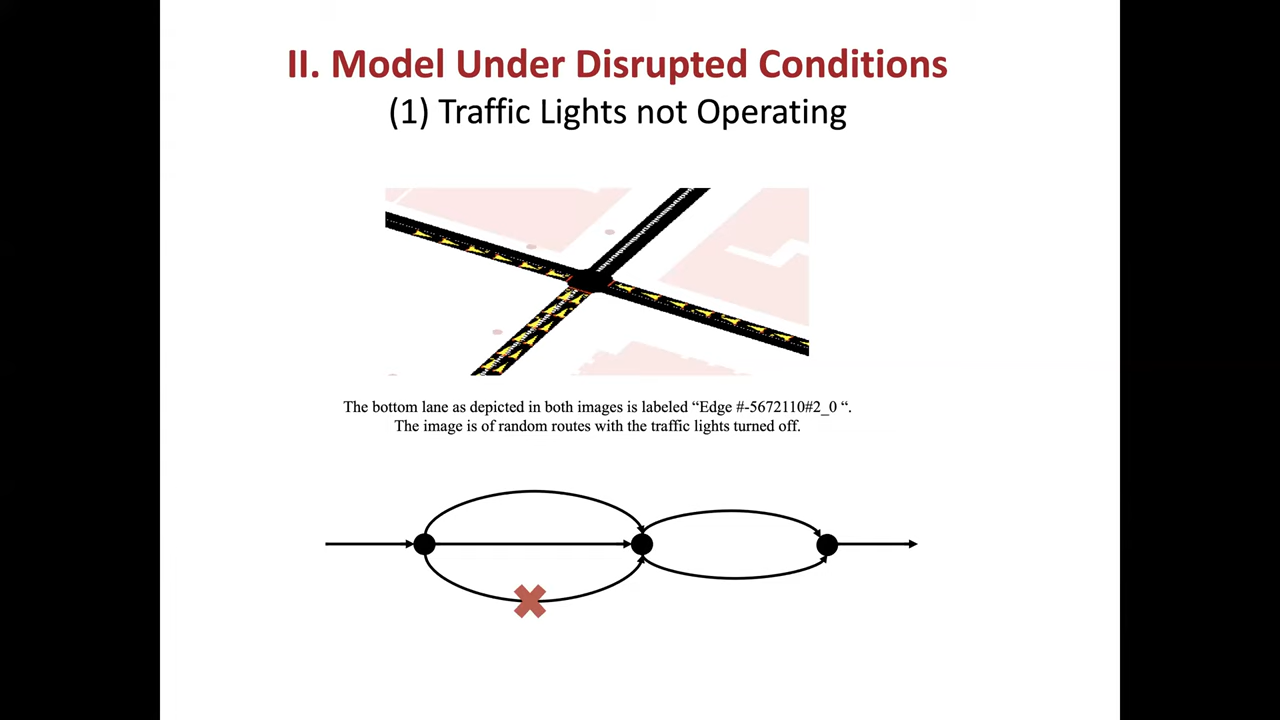 II. Model Under Disrupted Conditions
(1) Traffic Lights not Operating
The bottom lane as depicted in both images is labeled “Edge #-5672110#2_0 “.
The image is of random routes with the traffic lights turned off.